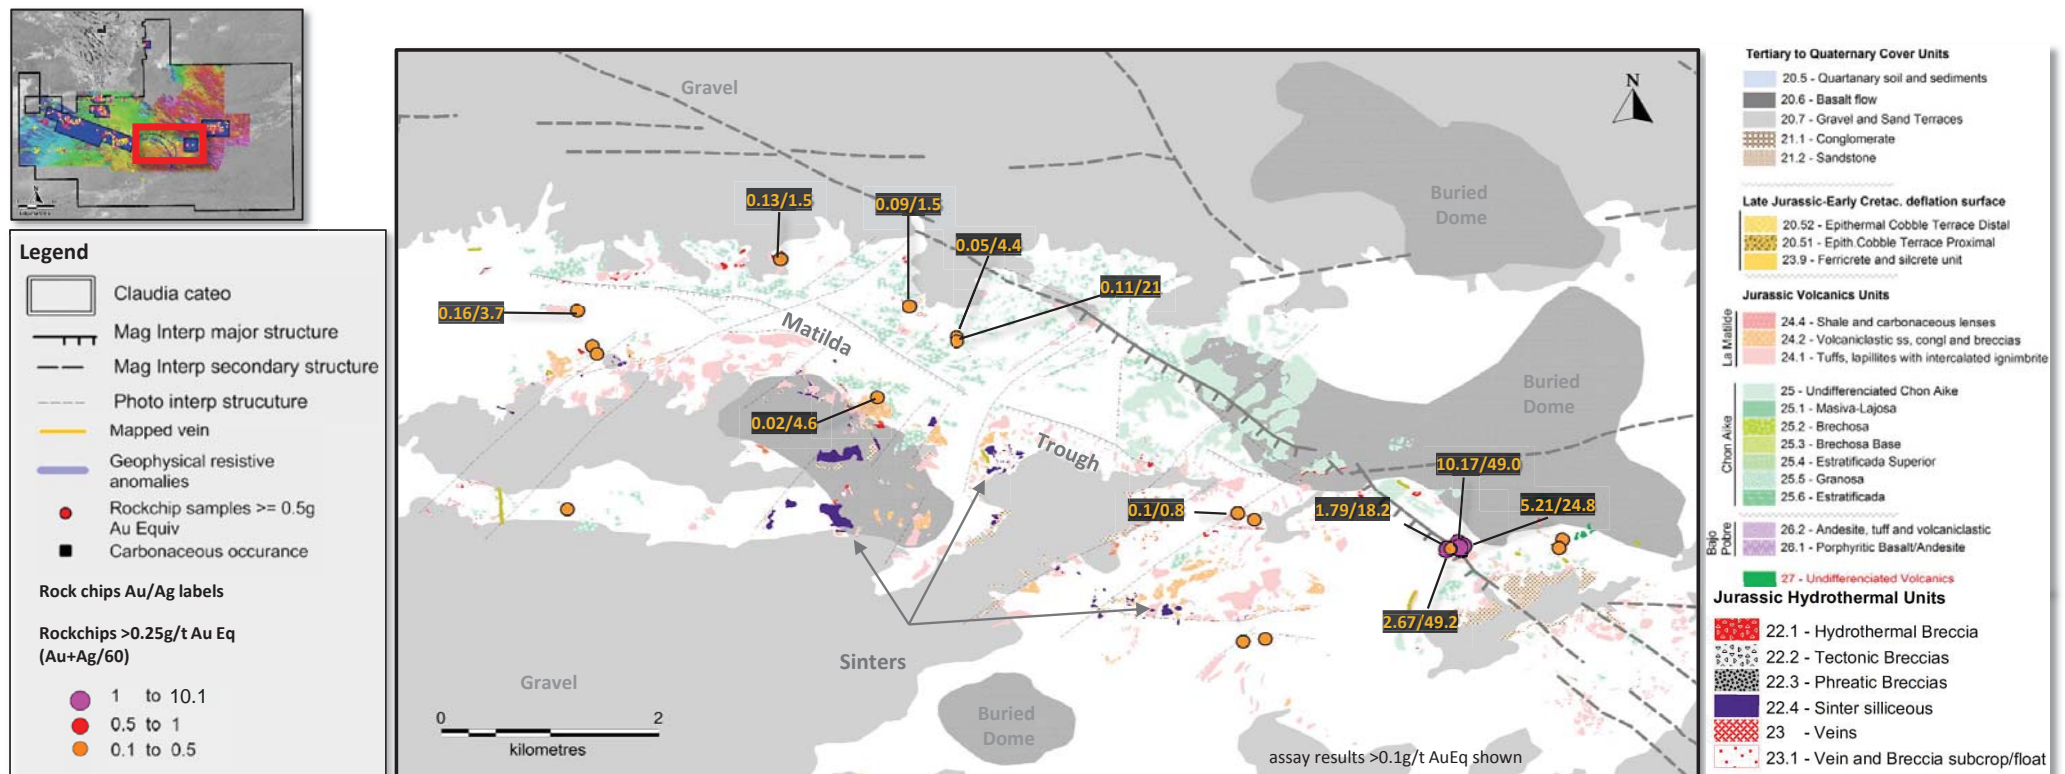 N
kilometres
Legend
Claudia cateo
Mag Interp major structure
Mag Interp secondary structure
Photo interp strucuture
Mapped vein
Geophysical resistive
anomalies
Rockchip samples >= 0.5g
Au Equiv
Carbonaceous occurance
Rock chips Au/Ag labels
Rockchips >0.25g/t Au Eq
(Au+Ag/60)
1 to 10.1
0.5 to 1
0.1 to 0.5
Gravel
N
Buried
Dome
0.13/1.5
0.09/1.5
0.05/4.4
0.11/21
0.16/3.7
Matilda
Buried
Dome
0.02/4.6
Trough
10.17/49.0
0.1/0.8
1.79/18.2
5.21/24.8
2.67/49.2
Sinters
Gravel
Buried
Dome
0 2
kilometres
assay results >0.1g/t AuEq shown
Tertiary to Quaternary Cover Units
20.5 - Quartanary soil and sediments
20.6 - Basalt flow
20.7 - Gravel and Sand Terraces
21.1 - Conglomerate
21.2 - Sandstone
Late Jurassic-Early Cretac. deflation surface
20.52 - Epithermal Cobble Terrace Distal
20.51 - Epith.Cobble Terrace Proximal
23.9 - Ferricrete and silcrete unit
Jurassic Volcanics Units
La Matilde
24.4 - Shale and carbonaceous lenses
24.2 - Volcaniclastic ss, congl and breccias
24.1 - Tuffs, lapillites with intercalated ignimbrite
Chon Aike
25 - Undifferenciated Chon Aike
25.1 - Masiva-Lajosa
25.2 - Brechosa
25.3 - Brechosa Base
25.4 - Estratificada Superior
25.5 - Granosa
25.6 - Estratificada
Bajo
Pobre
26.2 - Andesite, tuff and volcaniclastic
26.1 - Porphyritic Basalt/Andesite
27 - Undifferenciated Volcanics
Jurassic Hydrothermal Units
22.1 - Hydrothermal Breccia
22.2 - Tectonic Breccias
22.3 - Phreatic Breccias
22.4 - Sinter silliceous
23 - Veins
23.1 - Vein and Breccia subcrop/float